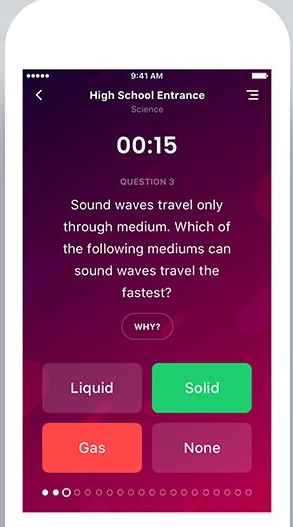 9:41 AM
High School Entrance
Science
00:15
QUESTION 3
Sound waves travel only
through medium. Which of
the following mediums can
sound waves travel the
fastest?
WHY?
Liquid
Solid
Gas
None